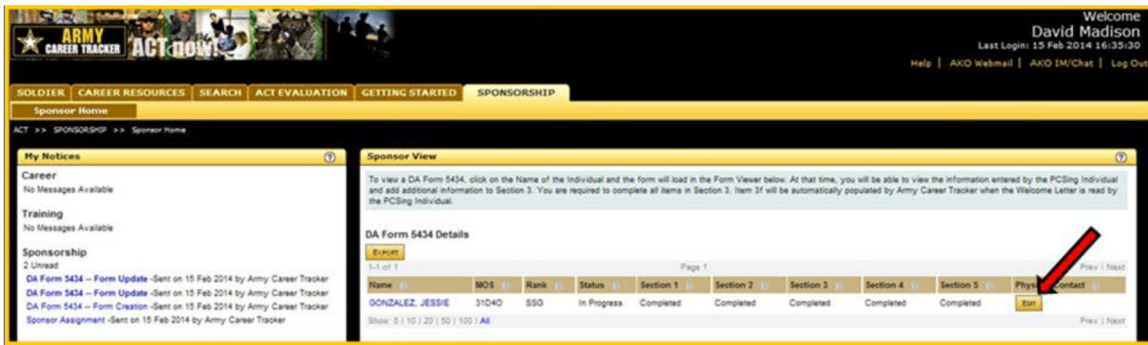 Welcome
David Madison
Last Login: 15 Feb 2014 16:35:30
ARMY
CAREER TRACKER
ACT now!
Help | AKO Webmail | AKO IM/Chat | Log Out
SOLDIER CAREER RESOURCES SEARCH ACT EVALUATION GETTING STARTED SPONSORSHIP
Sponsor Home
ACT >> SPONSORSHIP >> Sponsor Home
My Notices
Career
No Messages Available
Training
No Messages Available
Sponsorship
2 Unread
DA Form 5434 -- Form Update -Sent on 15 Feb 2014 by Army Career Tracker
DA Form 5434 -- Form Update -Sent on 15 Feb 2014 by Army Career Tracker
DA Form 5434 -- Form Creation -Sent on 15 Feb 2014 by Army Career Tracker
Sponsor Assignment -Sent on 15 Feb 2014 by Army Career Tracker
Sponsor View
To view a DA Form 5434, click on the Name of the Individual and the form will load in the Form Viewer below. At that time, you will be able to view the information entered by the PCSing Individual
and add additional information to Section 3. You are required to complete all items in Section 3. Item 3f will be automatically populated by Army Career Tracker when the Welcome Letter is read by
the PCSing Individual.
DA Form 5434 Details
EXPORT
1-1 of 1 Page 1 Prev | Next
Name MOS Rank Status Section 1 Section 2 Section 3 Section 4 Section 5 Physi Contact
GONZALEZ, JESSIE 31D4O SSG In Progress Completed Completed Completed Completed Completed EDIT
Show: 5 | 10 | 20 | 50 | 100 | All Prev | Next